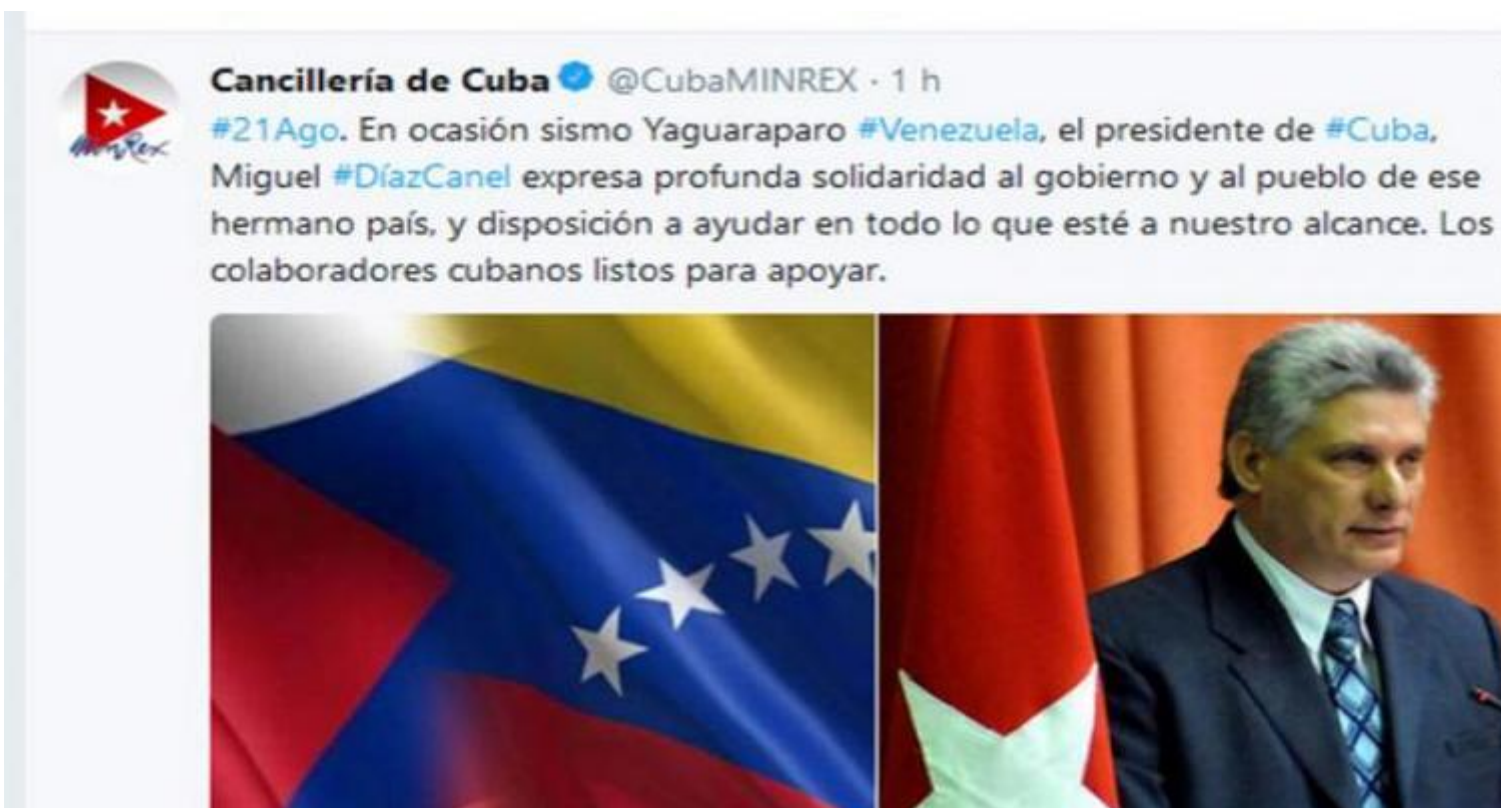 Cancillería de Cuba @CubaMINREX · 1 h
#21Ago. En ocasión sismo Yaguaraparo #Venezuela, el presidente de #Cuba,
Miguel #DíazCanel expresa profunda solidaridad al gobierno y al pueblo de ese
hermano país, y disposición a ayudar en todo lo que esté a nuestro alcance. Los
colaboradores cubanos listos para apoyar.
MinRex